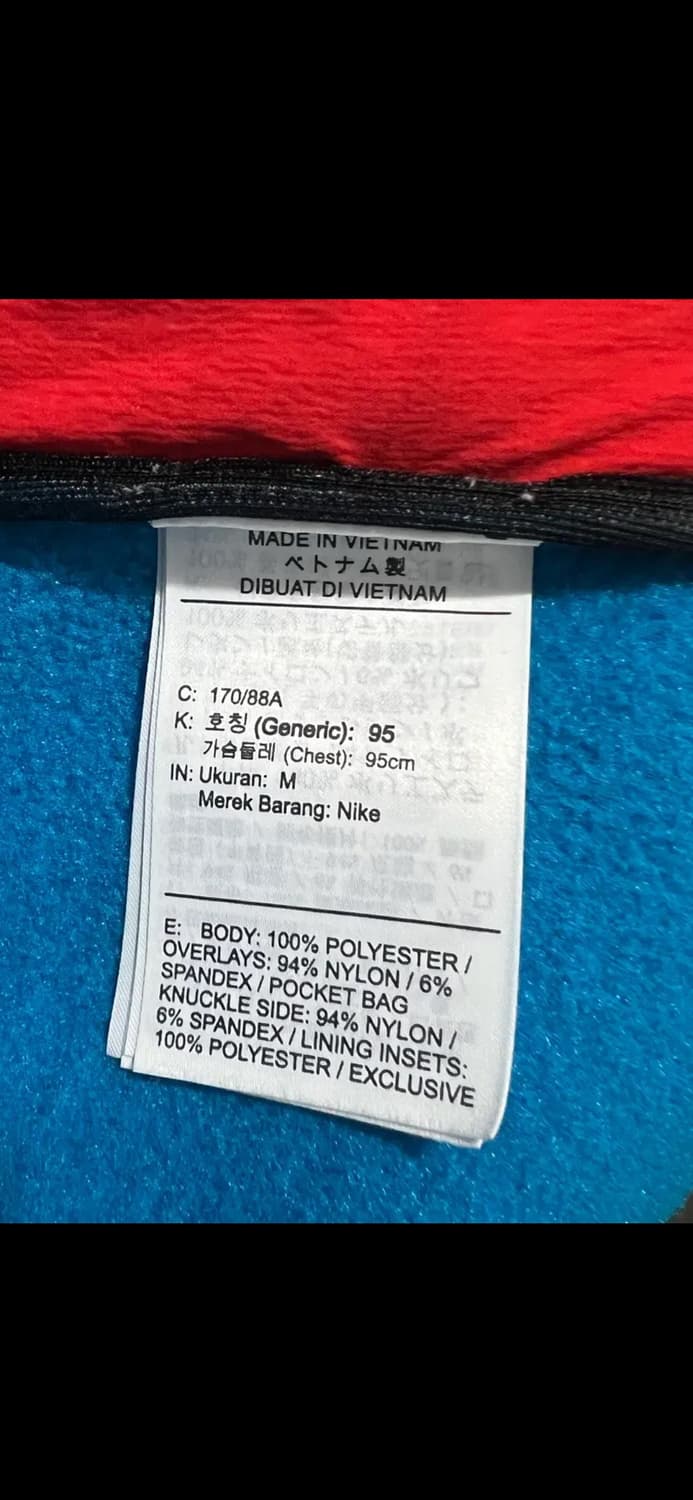 MADE IN VIETNAM
ベトナム製
DIBUAT DI VIETNAM
C: 170/88A
K: 호칭 (Generic): 95
가슴둘레 (Chest): 95cm
IN: Ukuran: M
Merek Barang: Nike
E: BODY: 100% POLYESTER /
OVERLAYS: 94% NYLON / 6%
SPANDEX / POCKET BAG
KNUCKLE SIDE: 94% NYLON /
6% SPANDEX / LINING INSETS:
100% POLYESTER / EXCLUSIVE